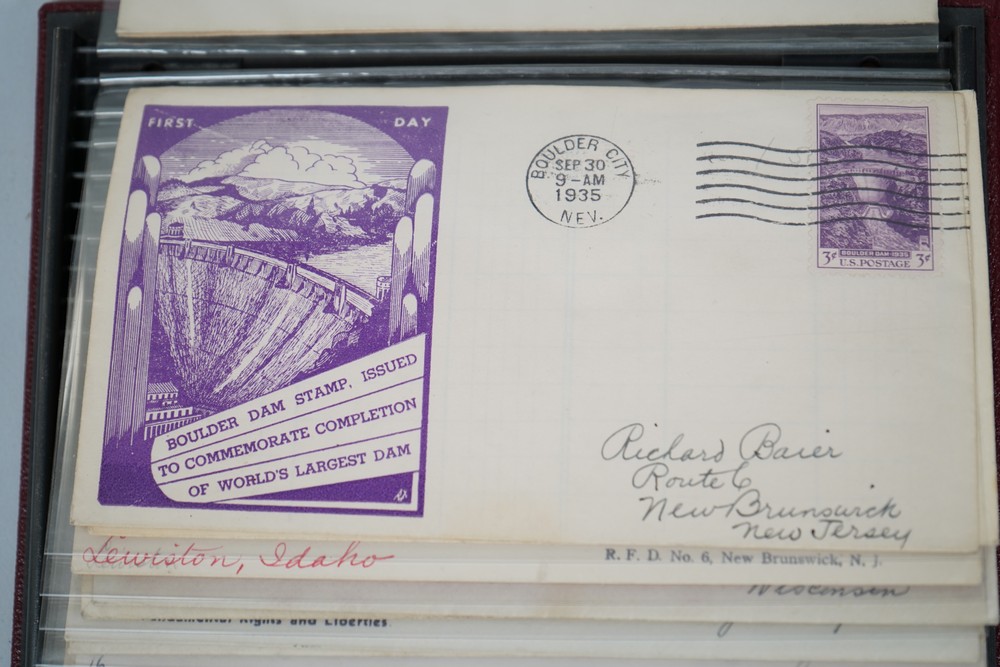 FIRST DAY
BOULDER DAM STAMP, ISSUED
TO COMMEMORATE COMPLETION
OF WORLD'S LARGEST DAM
BOULDER CITY
SEP 30
9-AM
1935
NEV.
BOULDER DAM-1935
3¢ U.S. POSTAGE 3¢
Richard Baier
Route 6
New Brunswick
New Jersey
Lewiston, Idaho
R. F. D. No. 6, New Brunswick, N. J.
Wisconsin
Fundamental Rights and Liberties
16